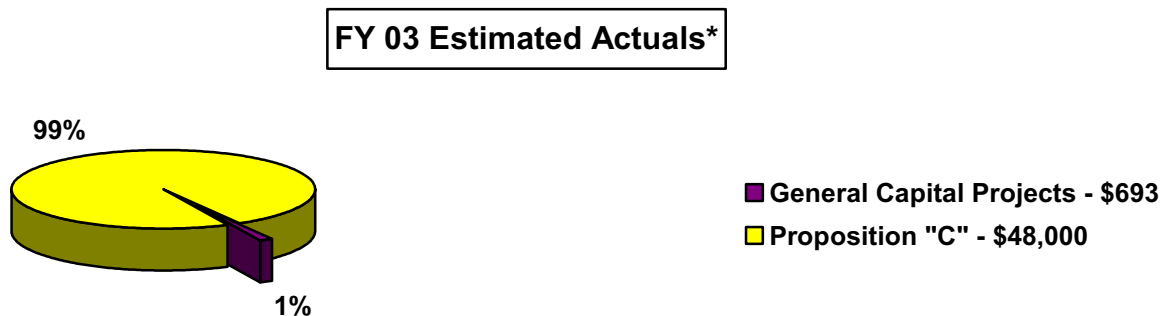 FY 03 Estimated Actuals*
99%
General Capital Projects - $693
Proposition "C" - $48,000
1%